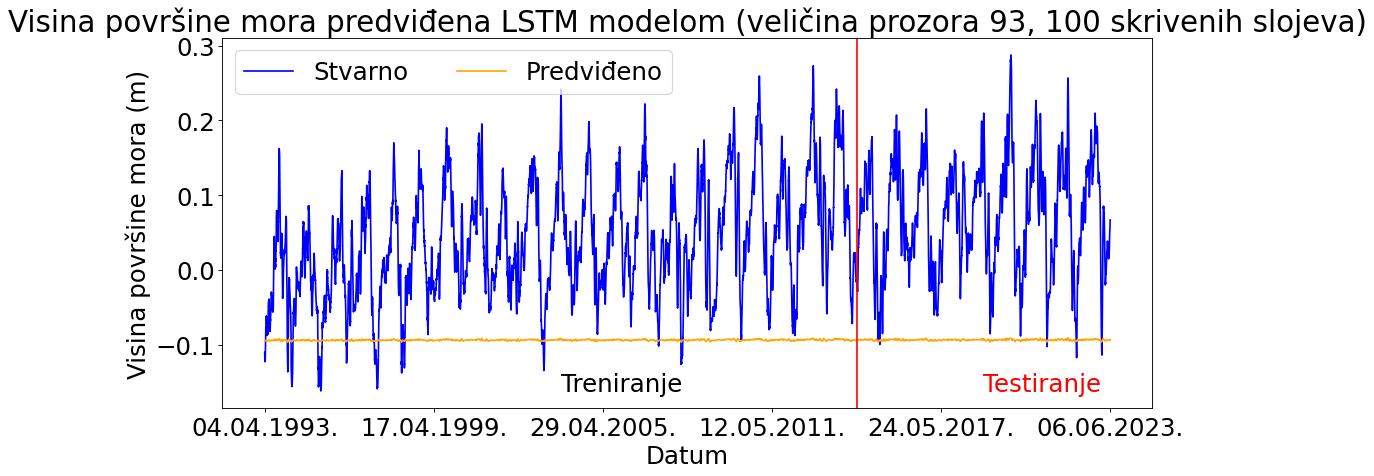 Visina površine mora predviđena LSTM modelom (veličina prozora 93, 100 skrivenih slojeva)
Stvarno Predviđeno
Visina površine mora (m)
0.3
0.2
0.1
0.0
−0.1
Treniranje Testiranje
04.04.1993. 17.04.1999. 29.04.2005. 12.05.2011. 24.05.2017. 06.06.2023.
Datum